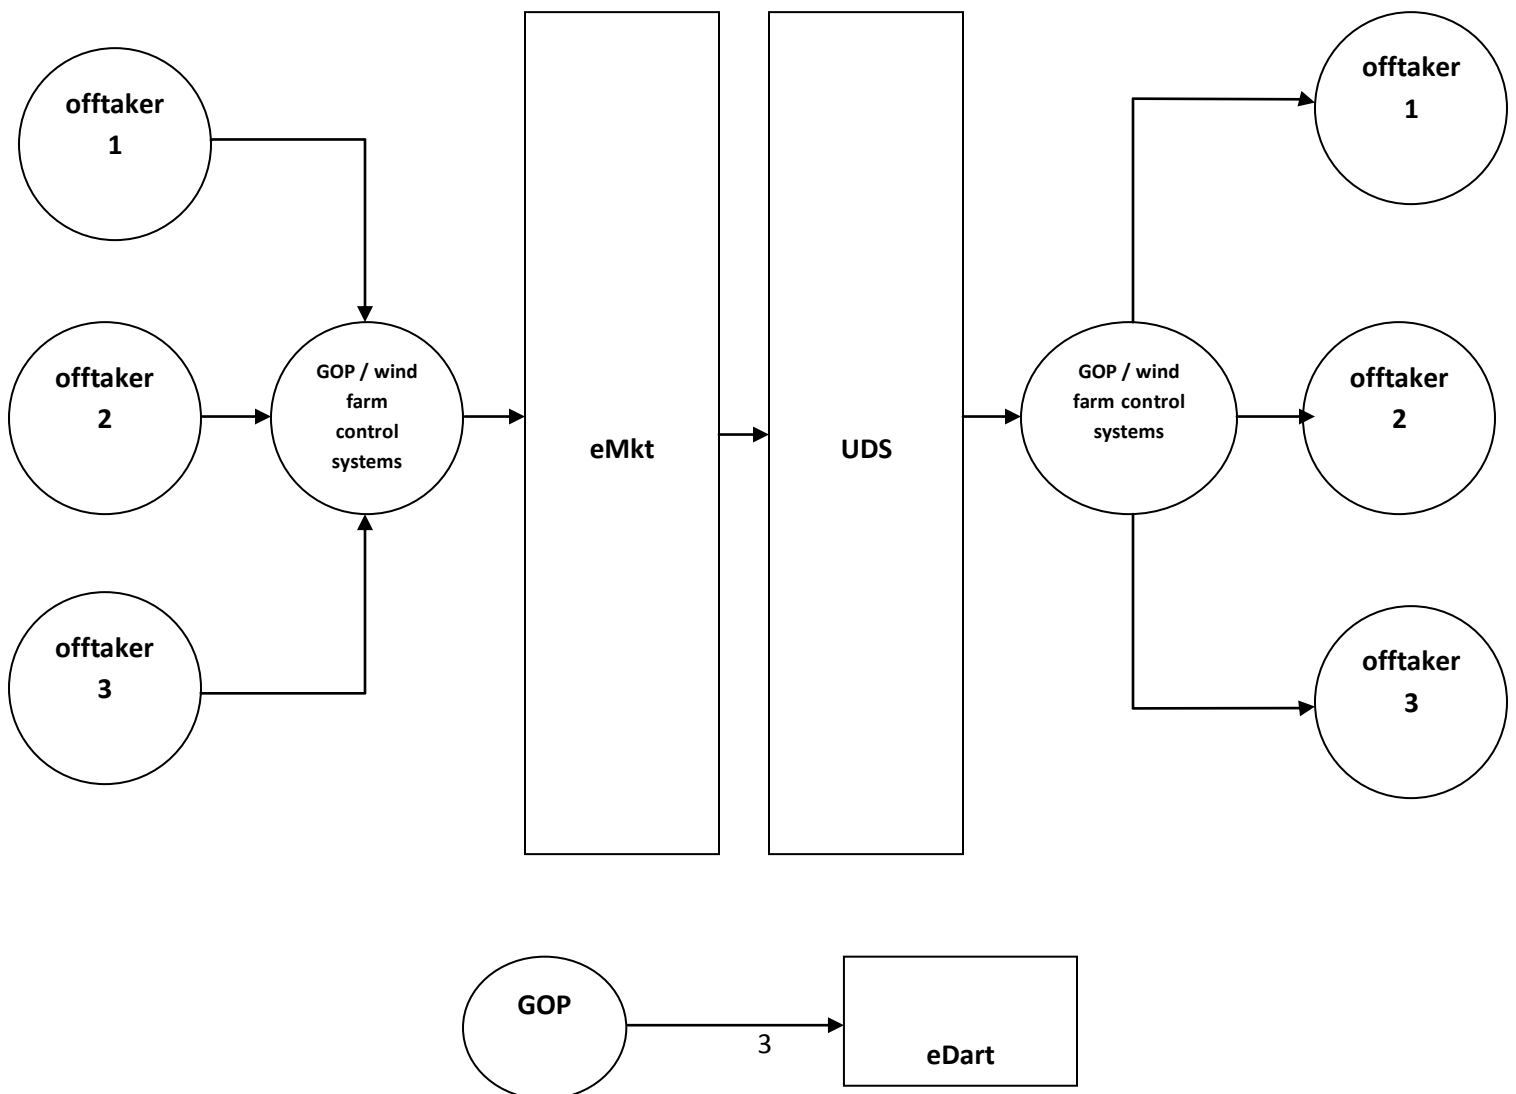 offtaker
1
offtaker
2
offtaker
3
GOP / wind
farm
control
systems
eMkt
UDS
GOP / wind
farm control
systems
offtaker
1
offtaker
2
offtaker
3
GOP
3
eDart